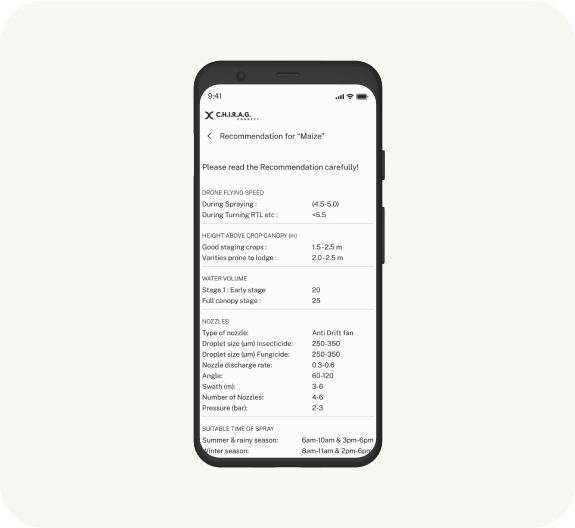 9:41
C.H.I.R.A.G.
CONNECT
Recommendation for “Maize”
Please read the Recommendation carefully!
DRONE FLYING SPEED
During Spraying : (4.5-5.0)
During Turning RTL etc : <5.5
HEIGHT ABOVE CROP CANOPY (m)
Good staging crops : 1.5 - 2.5 m
Varities prone to lodge : 2.0 - 2.5 m
WATER VOLUME
Stage 1 : Early stage 20
Full canopy stage : 25
NOZZLES
Type of nozzle: Anti Drift fan
Droplet size (µm) Insecticide: 250-350
Droplet size (µm) Fungicide: 250-350
Nozzle discharge rate: 0.3-0.6
Angle: 60-120
Swath (m): 3-6
Number of Nozzles: 4-6
Pressure (bar): 2-3
SUITABLE TIME OF SPRAY
Summer & rainy season: 6am-10am & 3pm-6pm
Winter season: 8am-11am & 2pm-6pm